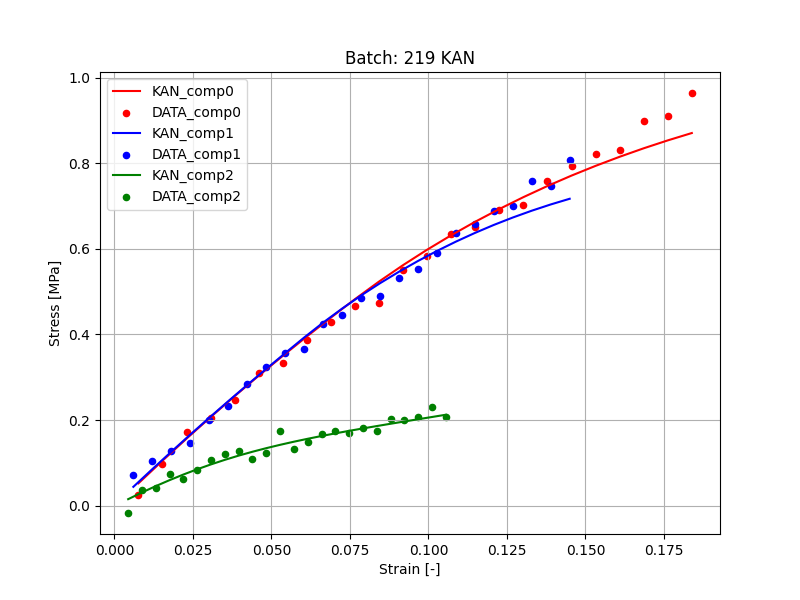 Batch: 219 KAN
KAN_comp0
DATA_comp0
KAN_comp1
DATA_comp1
KAN_comp2
DATA_comp2
1.0
0.8
0.6
0.4
0.2
0.0
Stress [MPa]
0.000 0.025 0.050 0.075 0.100 0.125 0.150 0.175
Strain [-]